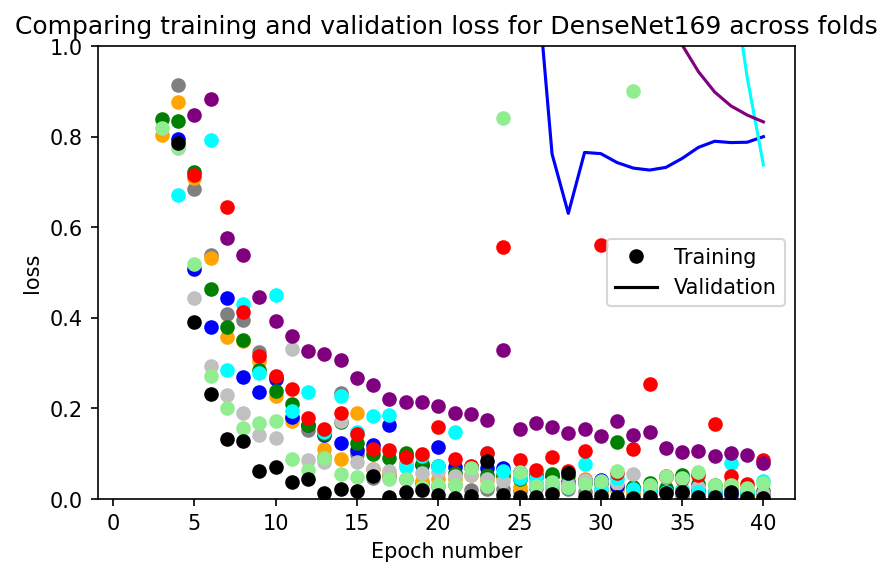 Comparing training and validation loss for DenseNet169 across folds
1.0
0.8
0.6
0.4
0.2
0.0
loss
Training
Validation
0 5 10 15 20 25 30 35 40
Epoch number